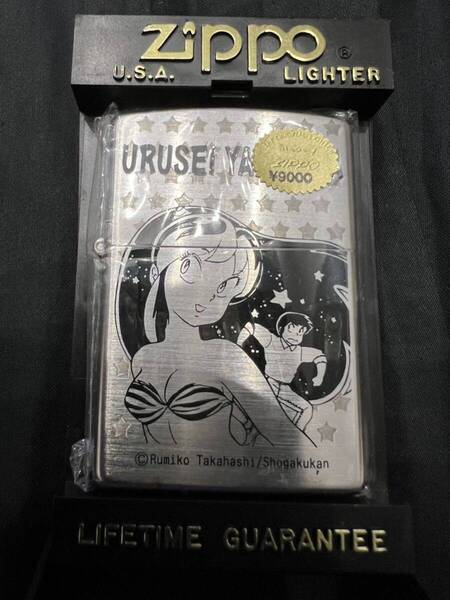 zippo
®
U.S.A. LIGHTER
URUSEI YA
ZIPPO
¥9000
©Rumiko Takahashi/Shogakukan
LIFETIME GUARANTEE